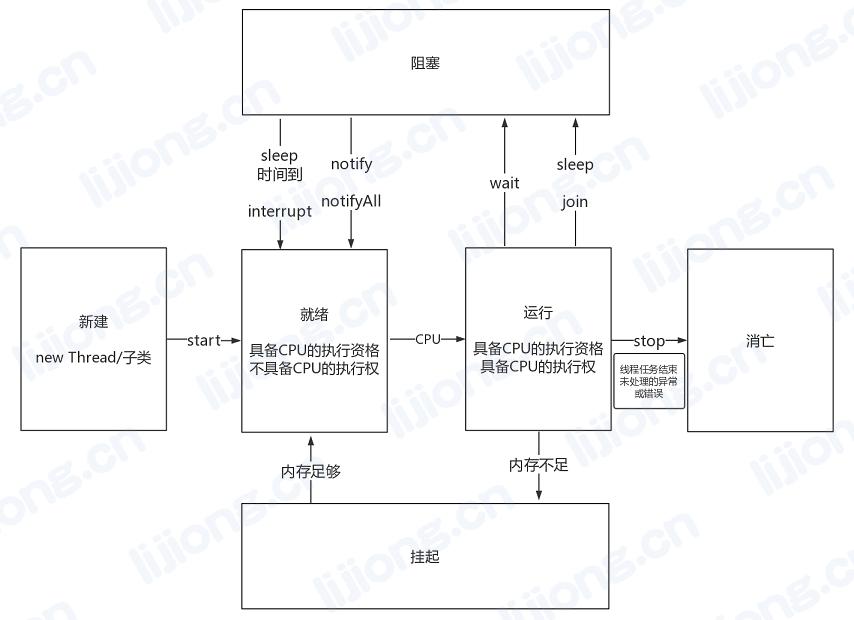 阻塞
sleep
时间到
interrupt
notify
notifyAll
wait
sleep
join
新建
new Thread/子类
start
就绪
具备CPU的执行资格
不具备CPU的执行权
CPU
运行
具备CPU的执行资格
具备CPU的执行权
stop
线程任务结束
未处理的异常
或错误
消亡
内存足够
内存不足
挂起
lijiong.cn